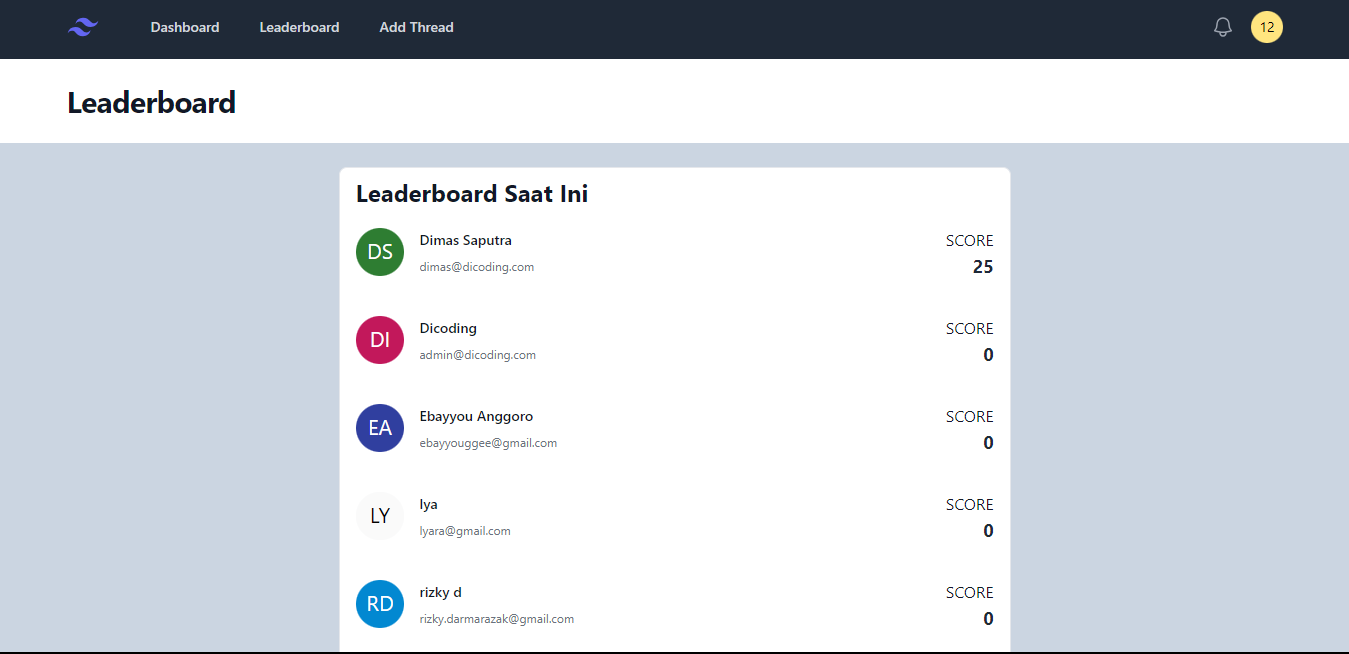 Dashboard Leaderboard Add Thread 12
Leaderboard
Leaderboard Saat Ini
DS Dimas Saputra SCORE
dimas@dicoding.com 25
DI Dicoding SCORE
admin@dicoding.com 0
EA Ebayyou Anggoro SCORE
ebayyouggee@gmail.com 0
LY lya SCORE
lyara@gmail.com 0
RD rizky d SCORE
rizky.darmarazak@gmail.com 0